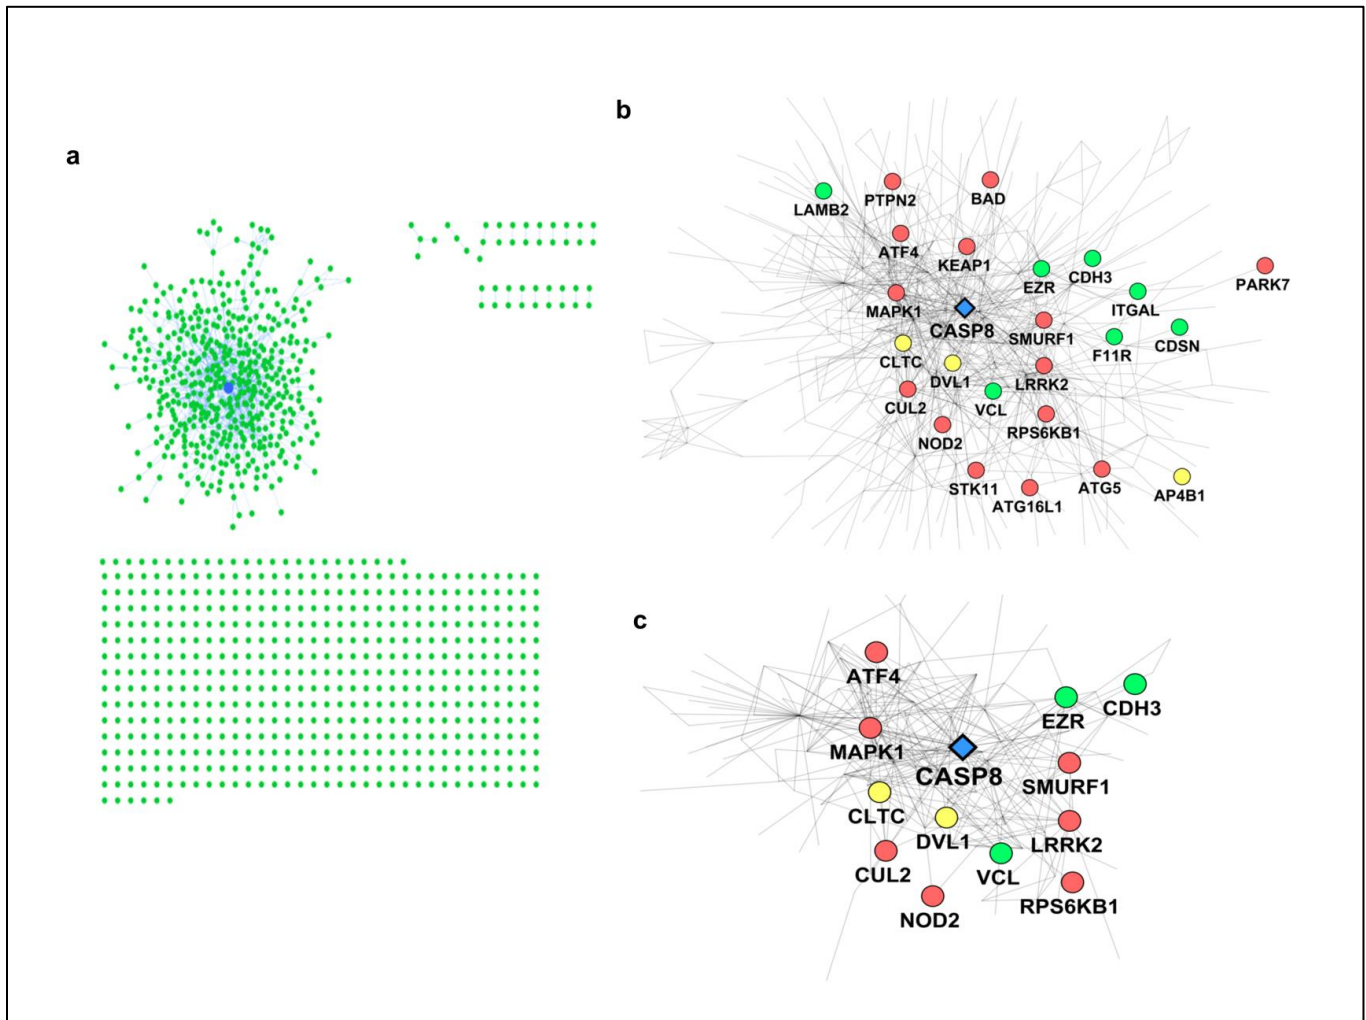 a
b
LAMB2
PTPN2
BAD
ATF4
KEAP1
EZR
CDH3
PARK7
MAPK1
CASP8
ITGAL
SMURF1
F11R
CDSN
CLTC
DVL1
LRRK2
CUL2
VCL
RPS6KB1
NOD2
STK11
ATG16L1
ATG5
AP4B1
c
ATF4
EZR
CDH3
MAPK1
CASP8
SMURF1
CLTC
DVL1
LRRK2
CUL2
VCL
RPS6KB1
NOD2